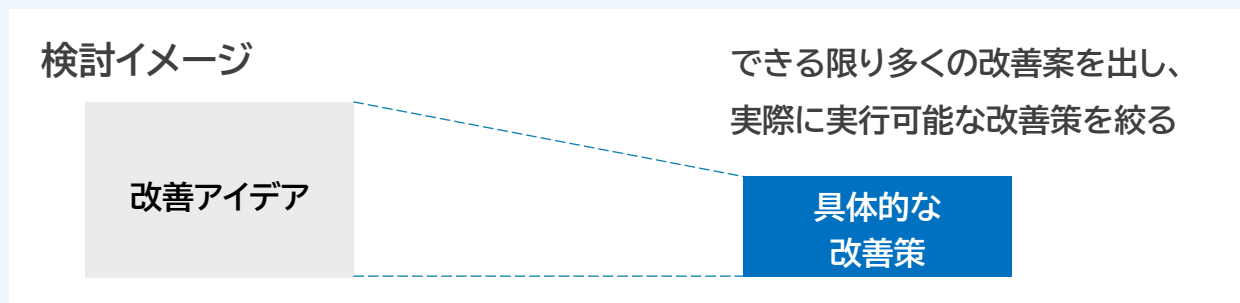 検討イメージ
できる限り多くの改善案を出し、
実際に実行可能な改善策を絞る
改善アイデア
具体的な
改善策